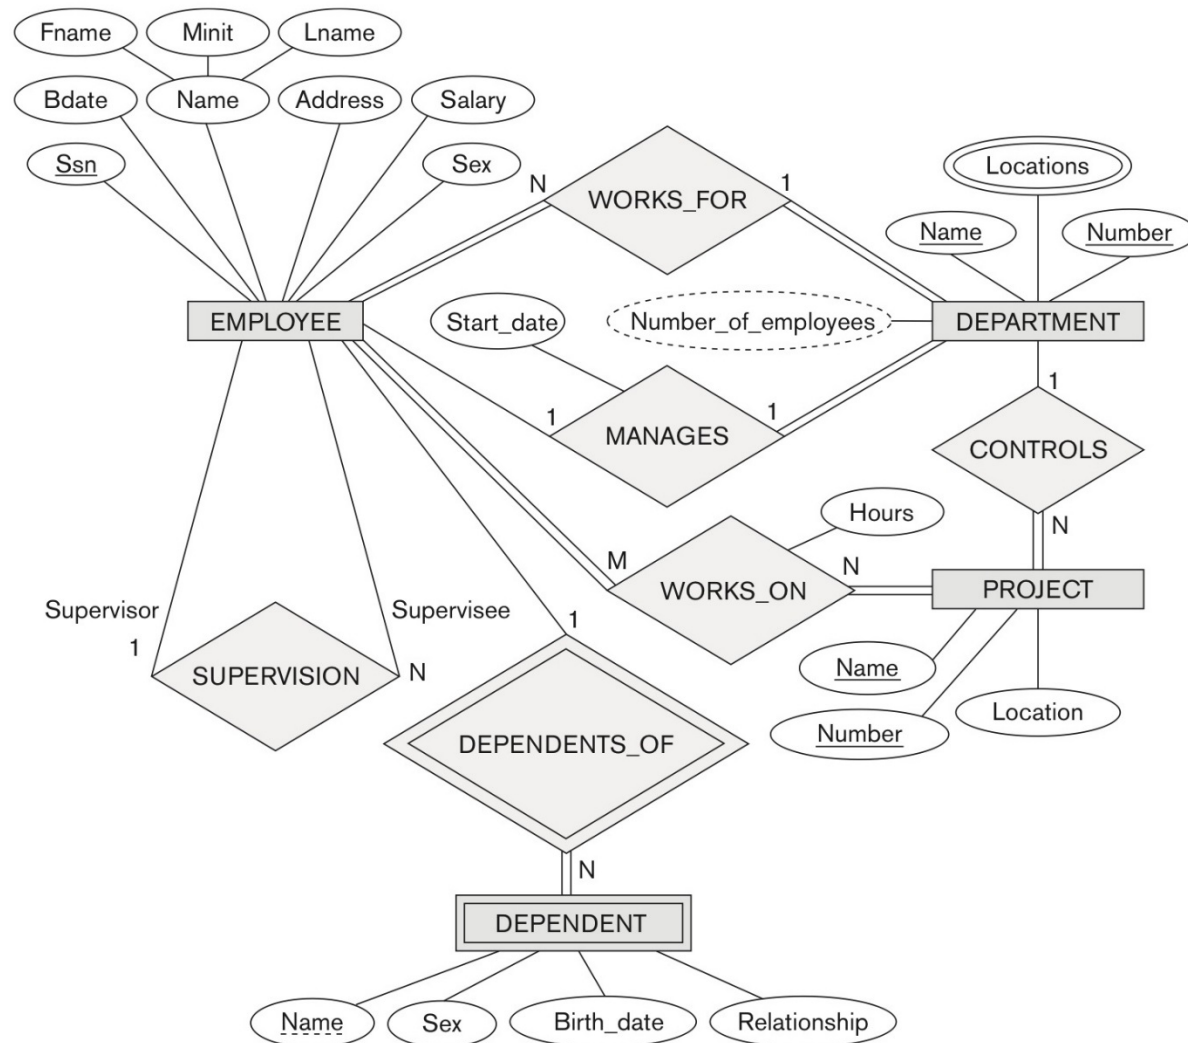 Fname
Minit
Lname
Bdate
Name
Address
Salary
Ssn
Sex
N
WORKS_FOR
1
Locations
Name
Number
EMPLOYEE
Start_date
Number_of_employees
DEPARTMENT
1
MANAGES
1
1
CONTROLS
N
Hours
M
WORKS_ON
N
PROJECT
Supervisor
1
Supervisee
N
SUPERVISION
1
Name
Number
Location
DEPENDENTS_OF
N
DEPENDENT
Name
Sex
Birth_date
Relationship